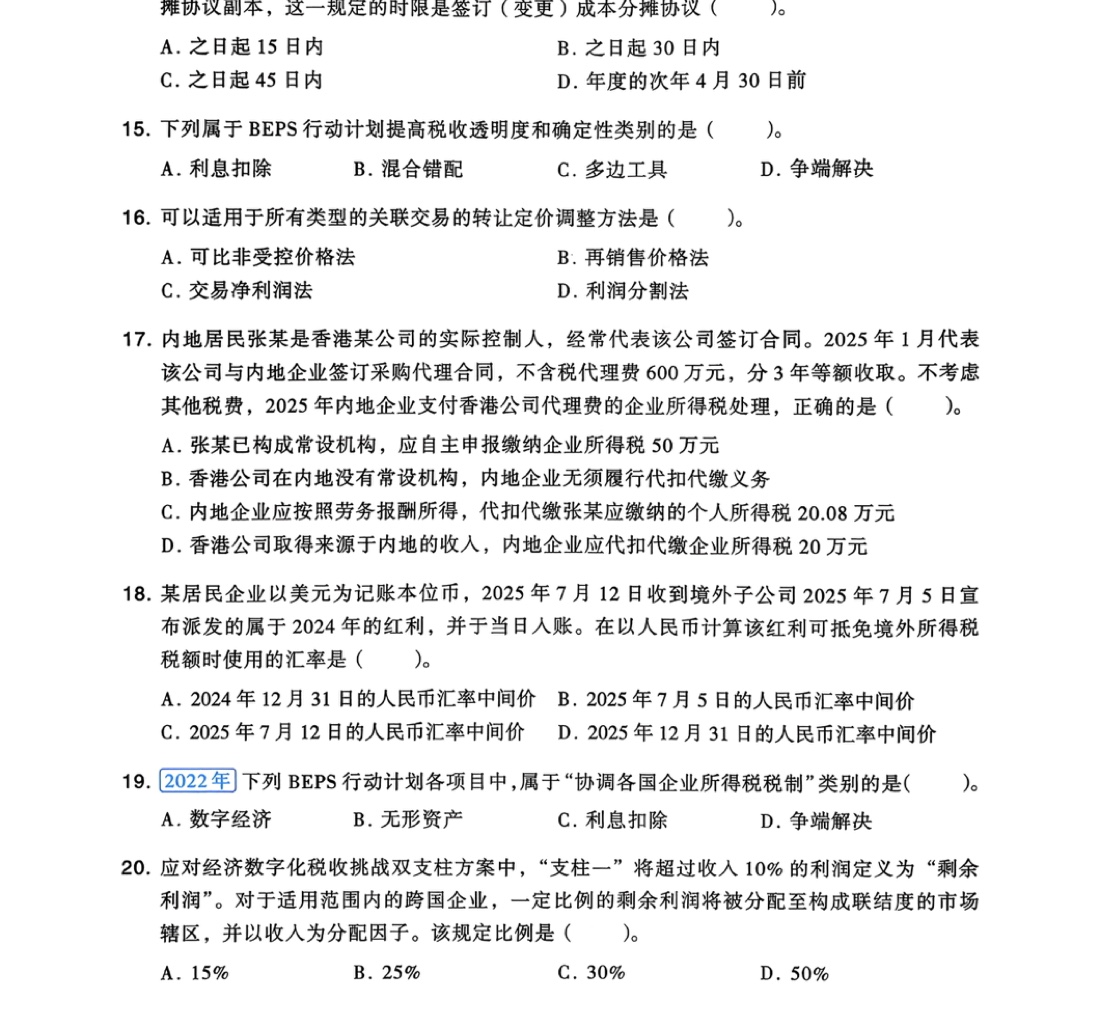 摊协议副本，这一规定的时限是签订（变更）成本分摊协议（　　）。
A. 之日起 15 日内　　B. 之日起 30 日内
C. 之日起 45 日内　　D. 年度的次年 4 月 30 日前
15. 下列属于 BEPS 行动计划提高税收透明度和确定性类别的是（　　）。
A. 利息扣除　　B. 混合错配　　C. 多边工具　　D. 争端解决
16. 可以适用于所有类型的关联交易的转让定价调整方法是（　　）。
A. 可比非受控价格法　　B. 再销售价格法
C. 交易净利润法　　D. 利润分割法
17. 内地居民张某是香港某公司的实际控制人，经常代表该公司签订合同。2025 年 1 月代表
该公司与内地企业签订采购代理合同，不含税代理费 600 万元，分 3 年等额收取。不考虑
其他税费，2025 年内地企业支付香港公司代理费的企业所得税处理，正确的是（　　）。
A. 张某已构成常设机构，应自主申报缴纳企业所得税 50 万元
B. 香港公司在内地没有常设机构，内地企业无须履行代扣代缴义务
C. 内地企业应按照劳务报酬所得，代扣代缴张某应缴纳的个人所得税 20.08 万元
D. 香港公司取得来源于内地的收入，内地企业应代扣代缴企业所得税 20 万元
18. 某居民企业以美元为记账本位币，2025 年 7 月 12 日收到境外子公司 2025 年 7 月 5 日宣
布派发的属于 2024 年的红利，并于当日入账。在以人民币计算该红利可抵免境外所得税
税额时使用的汇率是（　　）。
A. 2024 年 12 月 31 日的人民币汇率中间价　B. 2025 年 7 月 5 日的人民币汇率中间价
C. 2025 年 7 月 12 日的人民币汇率中间价　D. 2025 年 12 月 31 日的人民币汇率中间价
19. 2022 年 下列 BEPS 行动计划各项目中，属于“协调各国企业所得税税制”类别的是（　　）。
A. 数字经济　　B. 无形资产　　C. 利息扣除　　D. 争端解决
20. 应对经济数字化税收挑战双支柱方案中，“支柱一”将超过收入 10% 的利润定义为“剩余
利润”。对于适用范围内的跨国企业，一定比例的剩余利润将被分配至构成联结度的市场
辖区，并以收入为分配因子。该规定比例是（　　）。
A. 15%　　B. 25%　　C. 30%　　D. 50%